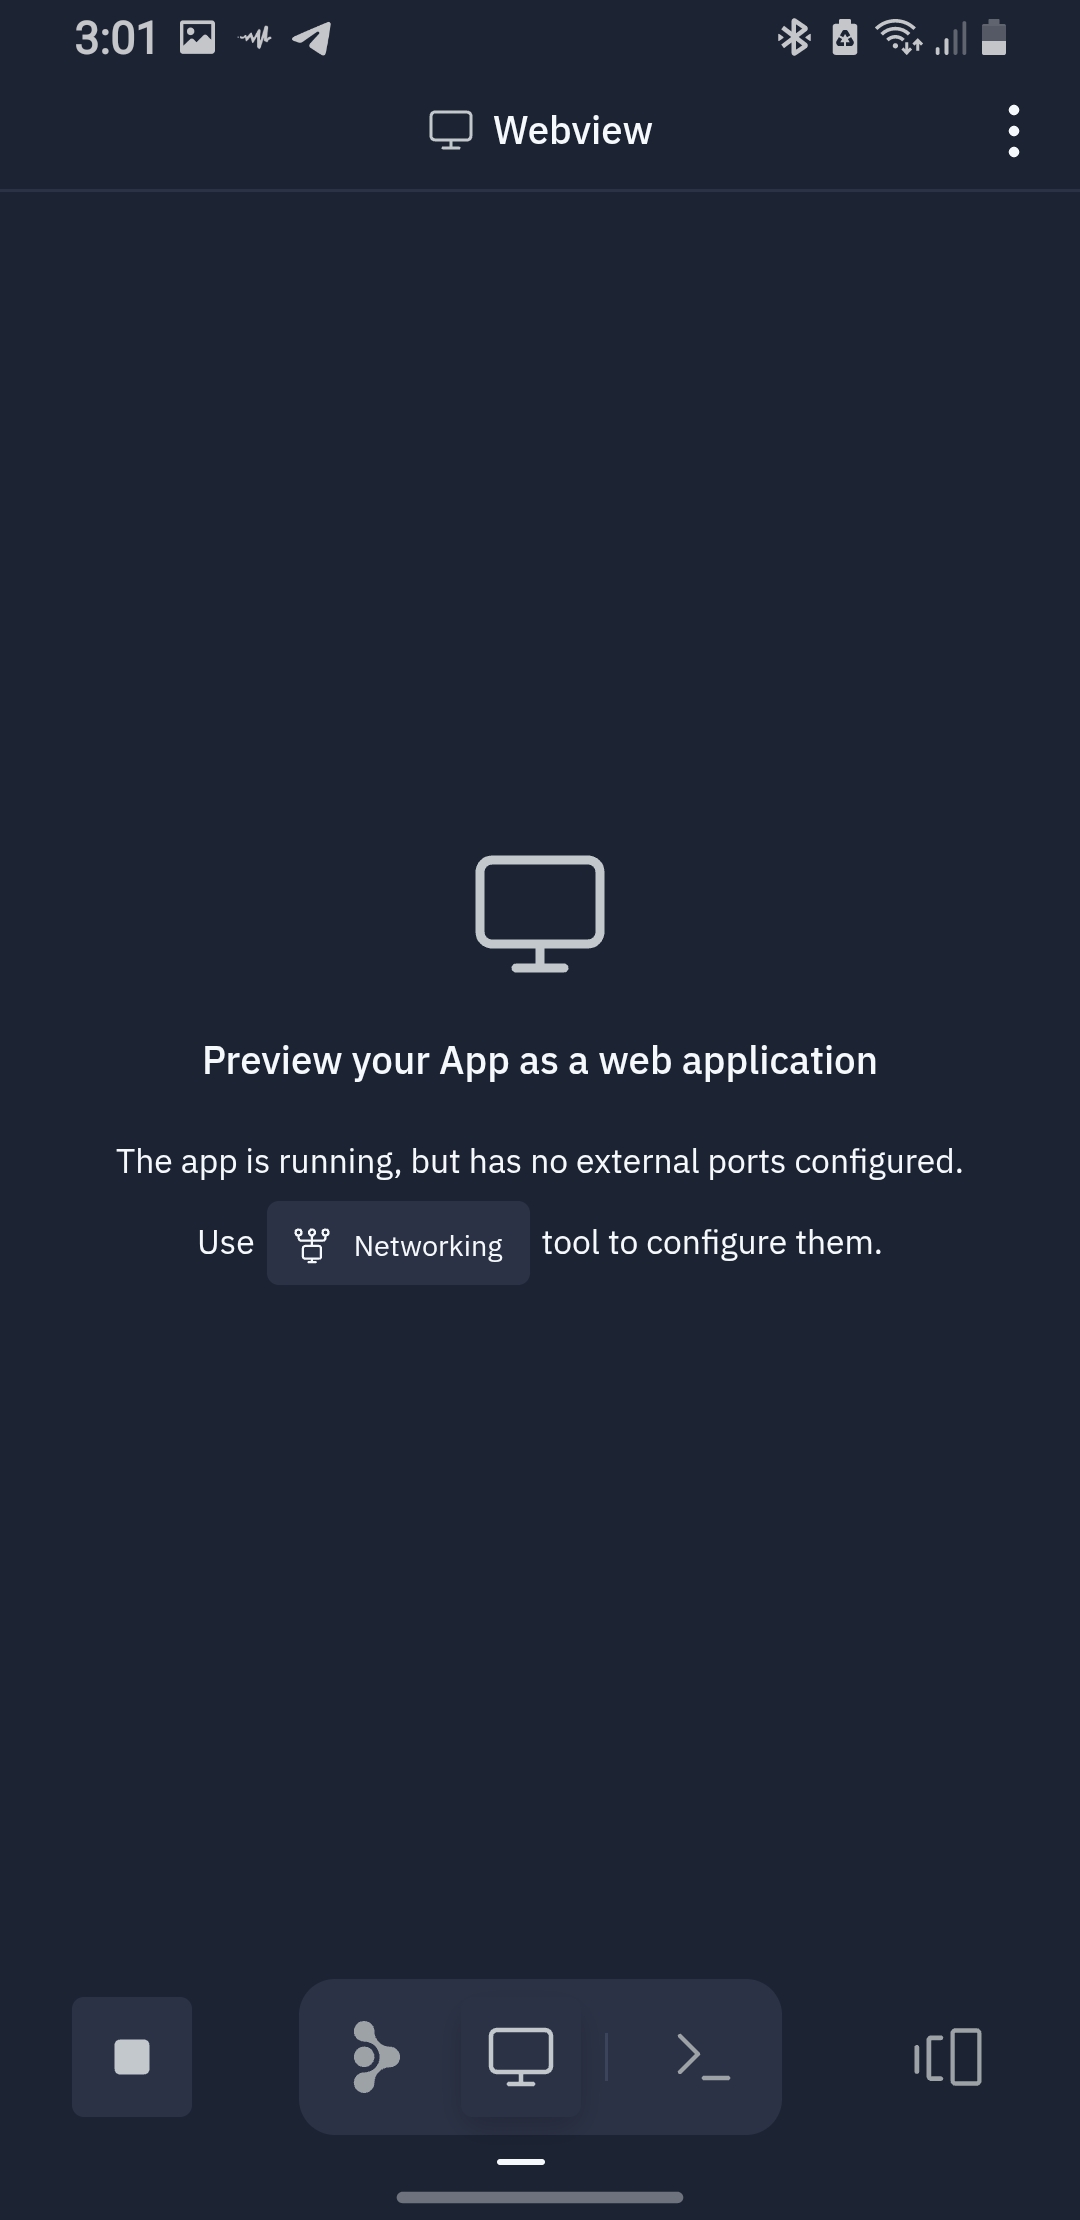 3:01
Webview
Preview your App as a web application
The app is running, but has no external ports configured.
Use Networking tool to configure them.